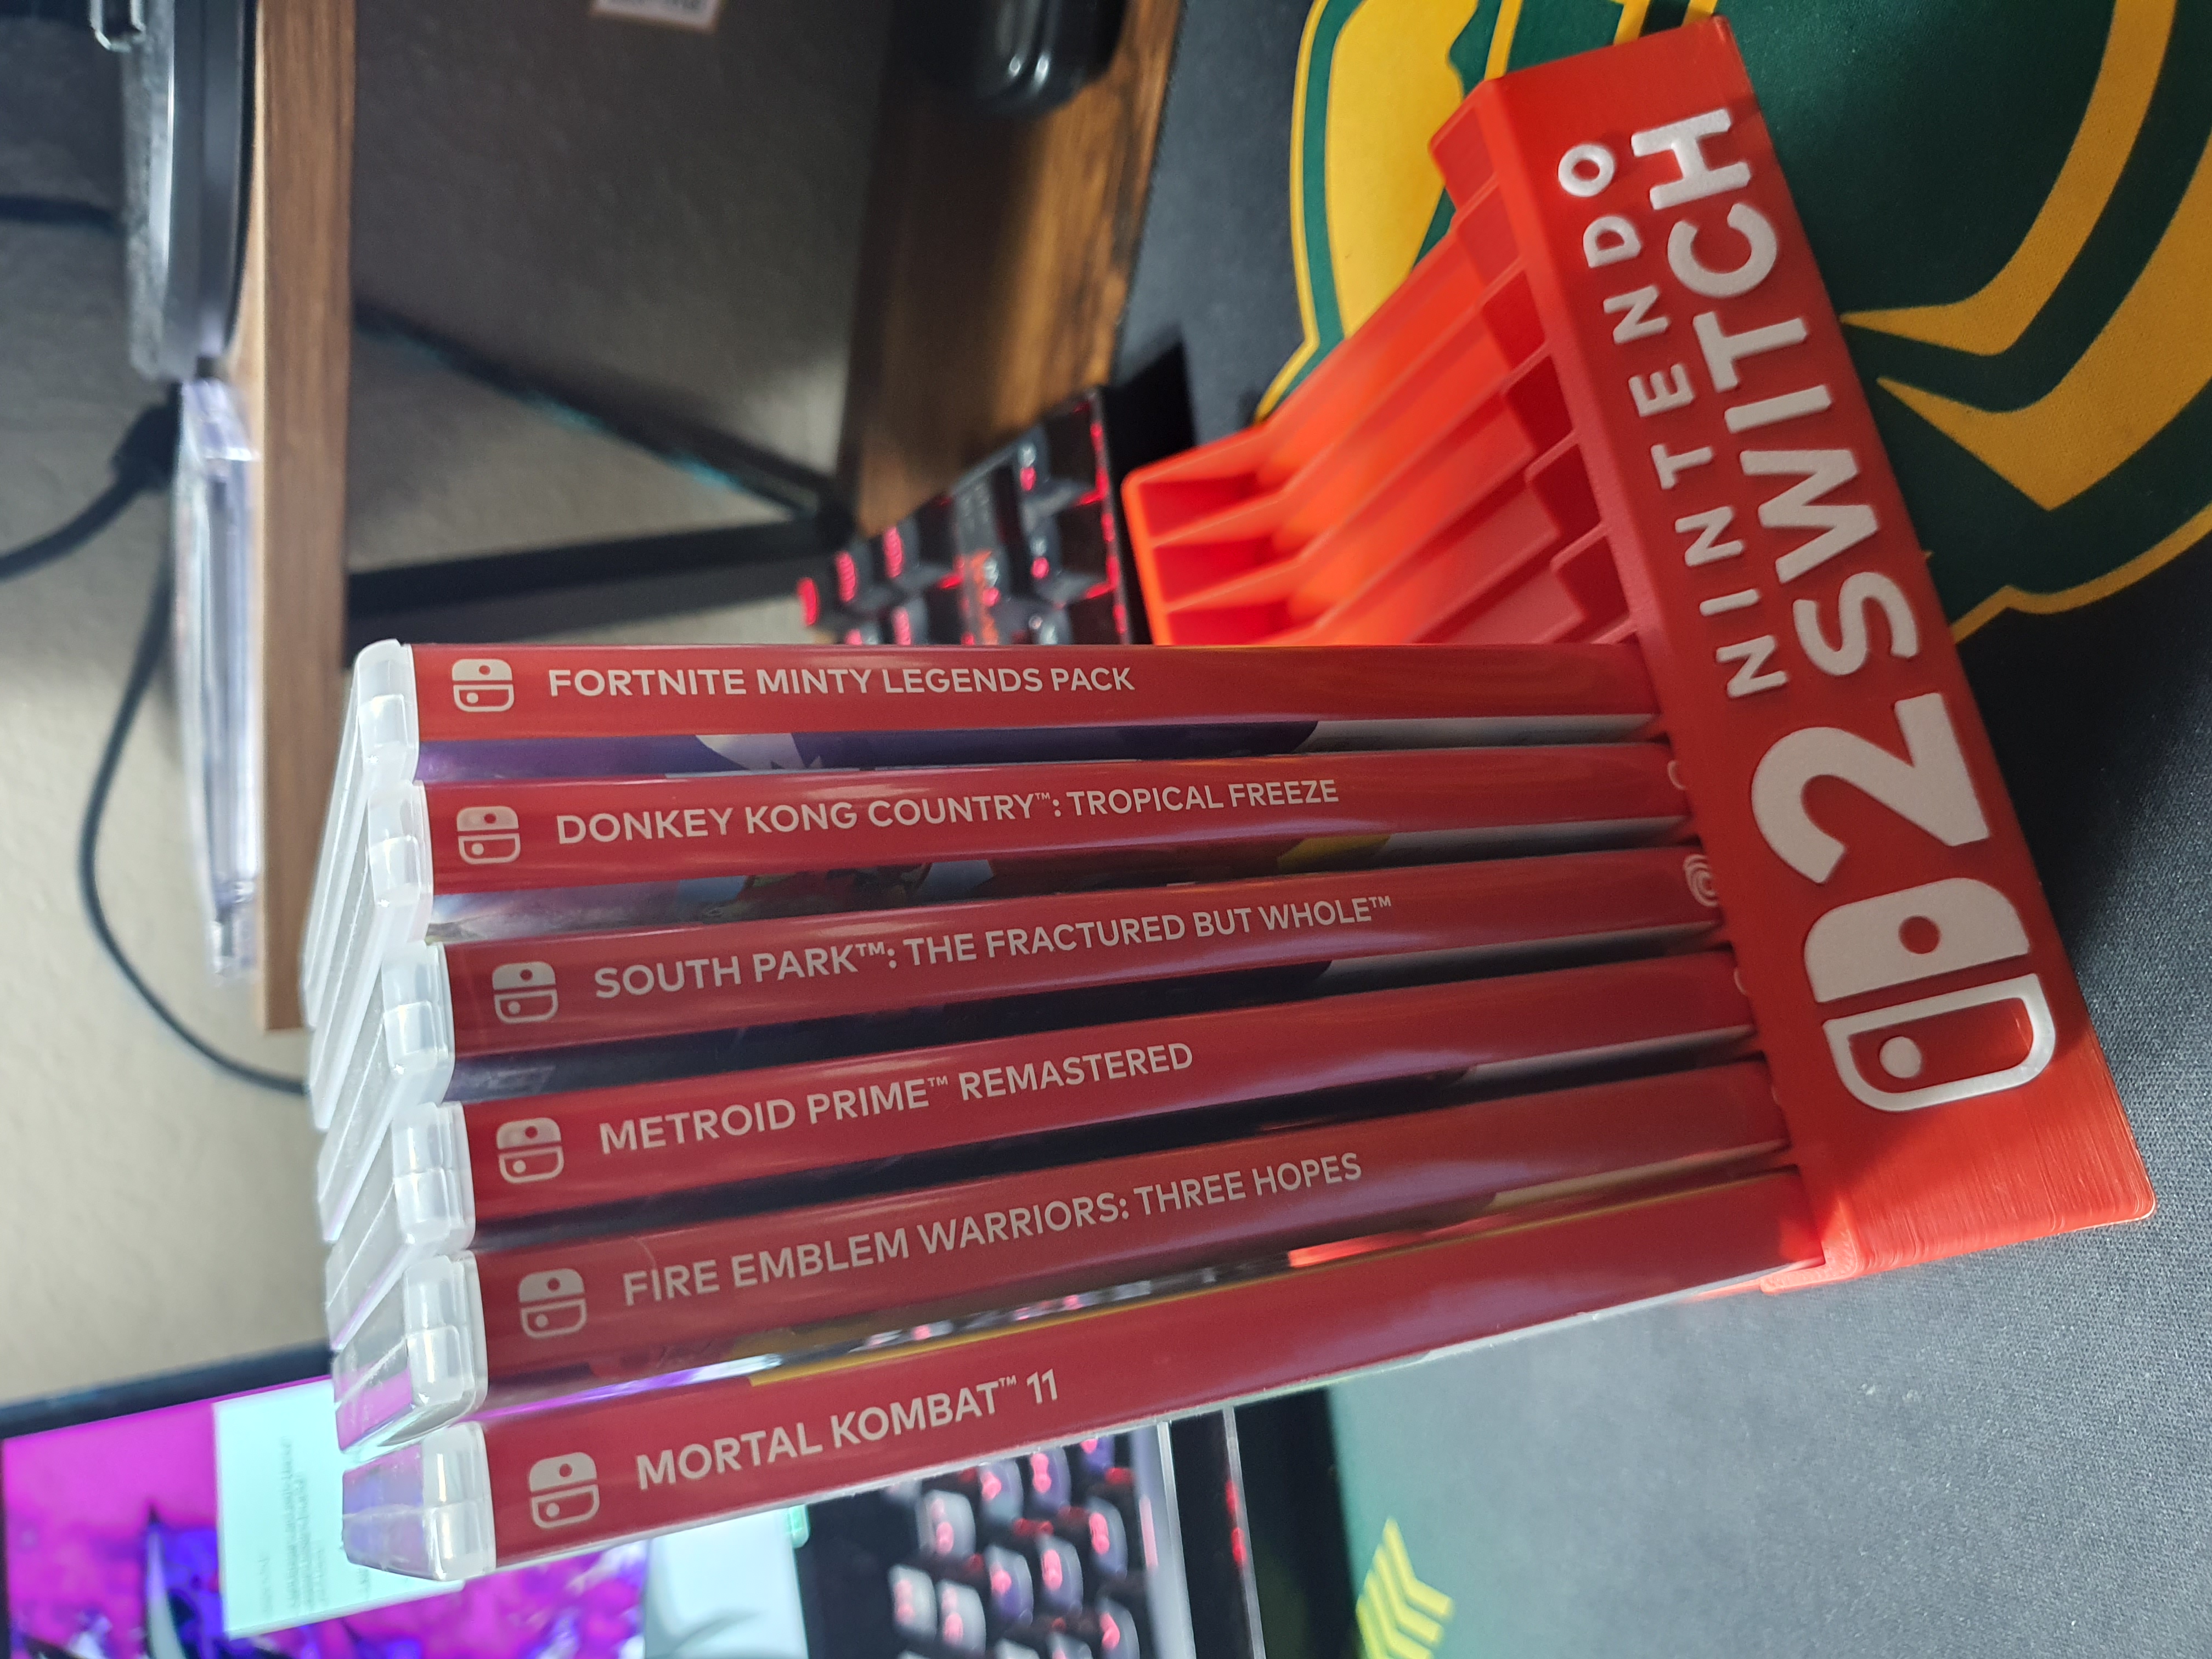 MORTAL KOMBAT™ 11
FIRE EMBLEM WARRIORS: THREE HOPES
METROID PRIME™ REMASTERED
SOUTH PARK™: THE FRACTURED BUT WHOLE™
DONKEY KONG COUNTRY™: TROPICAL FREEZE
FORTNITE MINTY LEGENDS PACK
2
NINTENDO
SWITCH